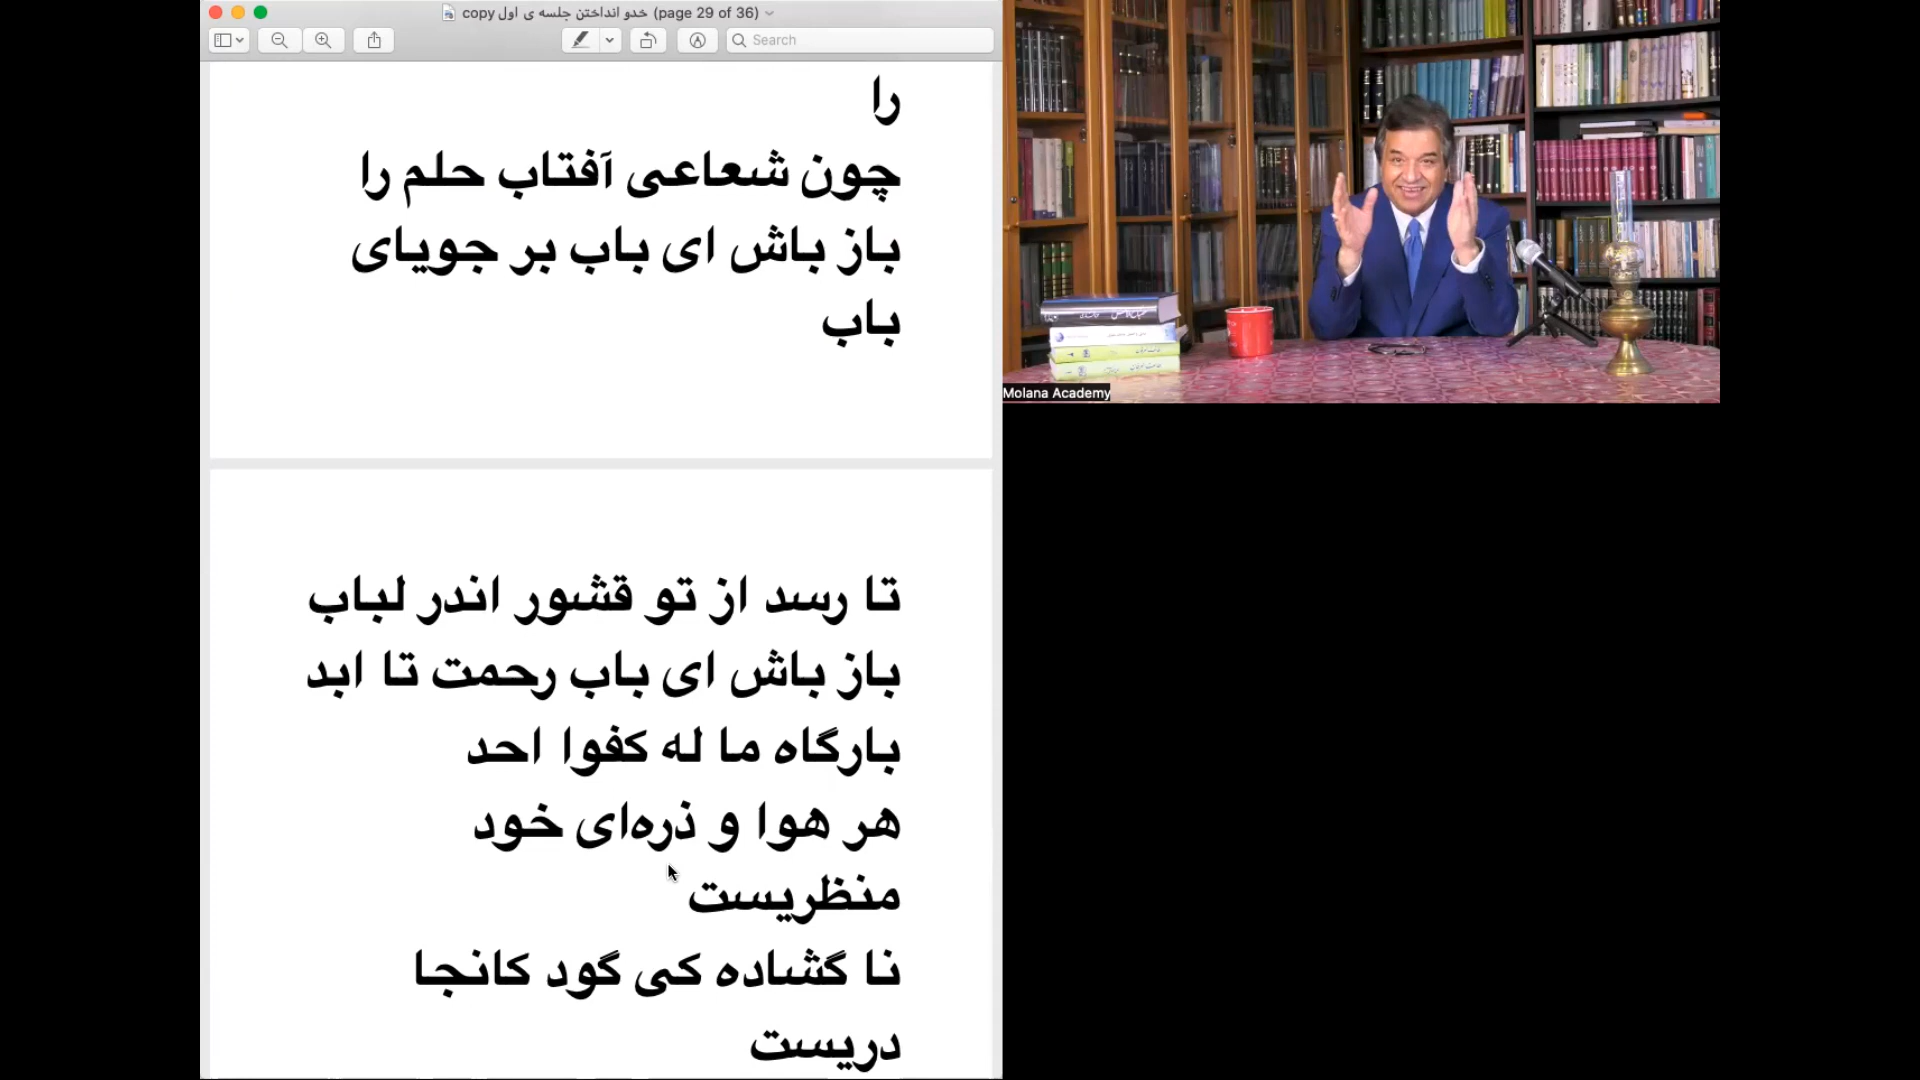 خدو انداختن جلسه ی اول copy (page 29 of 36)
Search
را
چون شعاعی آفتاب حلم را
باز باش ای باب بر جویای
باب
تا رسد از تو قشور اندر لباب
باز باش ای باب رحمت تا ابد
بارگاه ما له کفوا احد
هر هوا و ذره‌ای خود
منظریست
نا گشاده کی گود کانجا
دریست
Molana Academy